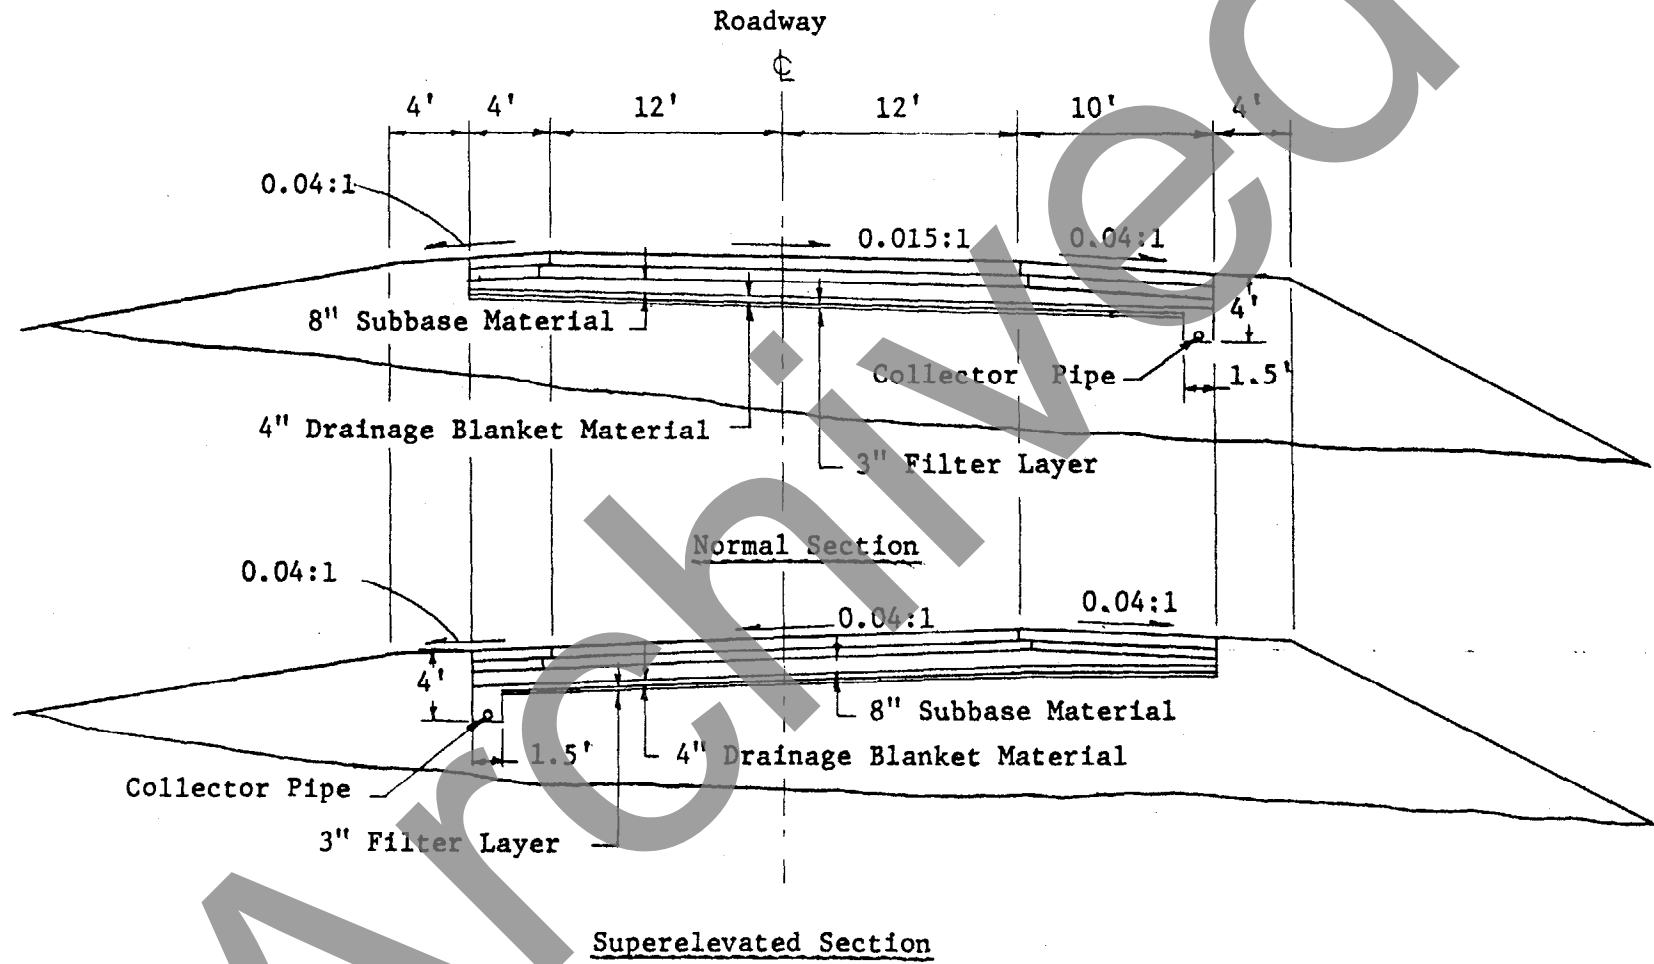 Roadway
℄
4' 4' 12' 12' 10' 4'
0.04:1
0.015:1 0.04:1
8" Subbase Material
4'
Collector Pipe
1.5'
4" Drainage Blanket Material
3" Filter Layer
Normal Section
0.04:1
0.04:1 0.04:1
4'
8" Subbase Material
1.5'
4" Drainage Blanket Material
Collector Pipe
3" Filter Layer
Superelevated Section
Archived